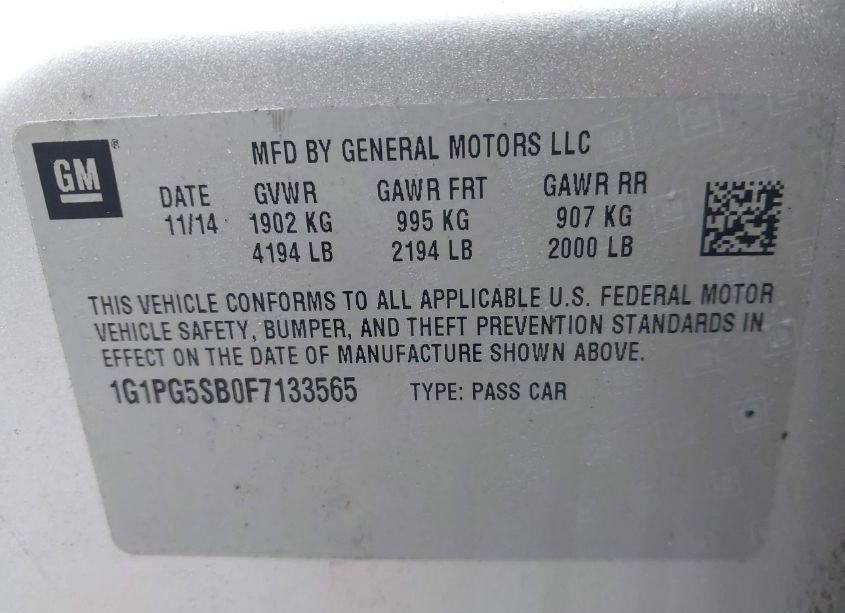 GM®
MFD BY GENERAL MOTORS LLC
DATE GVWR GAWR FRT GAWR RR
11/14 1902 KG 995 KG 907 KG
4194 LB 2194 LB 2000 LB
THIS VEHICLE CONFORMS TO ALL APPLICABLE U.S. FEDERAL MOTOR
VEHICLE SAFETY, BUMPER, AND THEFT PREVENTION STANDARDS IN
EFFECT ON THE DATE OF MANUFACTURE SHOWN ABOVE.
1G1PG5SB0F7133565 TYPE: PASS CAR